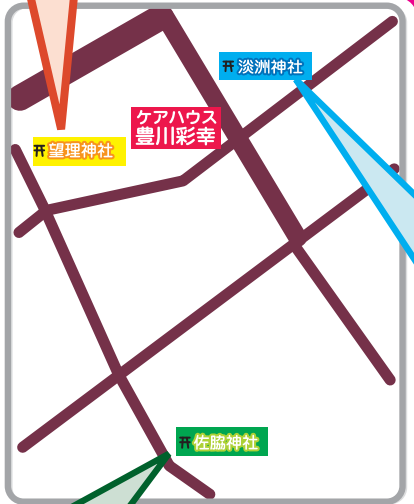 淡洲神社
ケアハウス
豊川彩幸
望理神社
佐脇神社